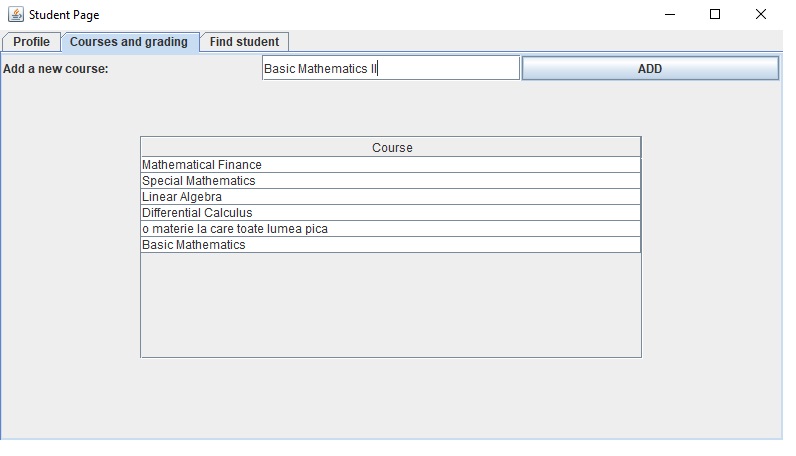 Student Page
Profile Courses and grading Find student
Add a new course: Basic Mathematics II ADD
Course
Mathematical Finance
Special Mathematics
Linear Algebra
Differential Calculus
o materie la care toate lumea pica
Basic Mathematics